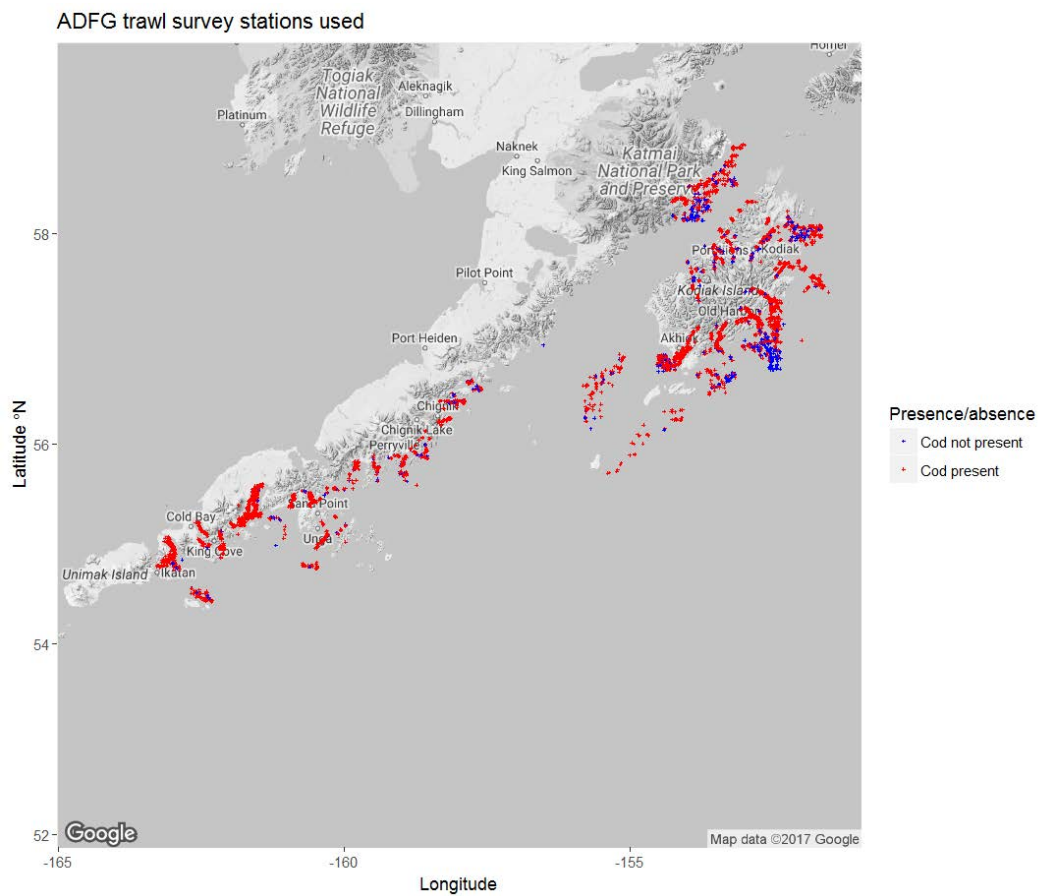 ADFG trawl survey stations used
Homer
Togiak
National
Wildlife
Refuge
Aleknagik
Platinum
Dillingham
Naknek
King Salmon
Katmai
National Park
and Preserve
58
Kodiak
Pilot Point
Kodiak Island
Old Harbor
Port Heiden
Akhiok
Presence/absence
Cod not present
Cod present
Chignik
Chignik Lake
Perryville
56
Latitude °N
Sand Point
Cold Bay
Unga
King Cove
Unimak Island
Ikatan
54
52
Google
Map data ©2017 Google
-165
-160
-155
Longitude